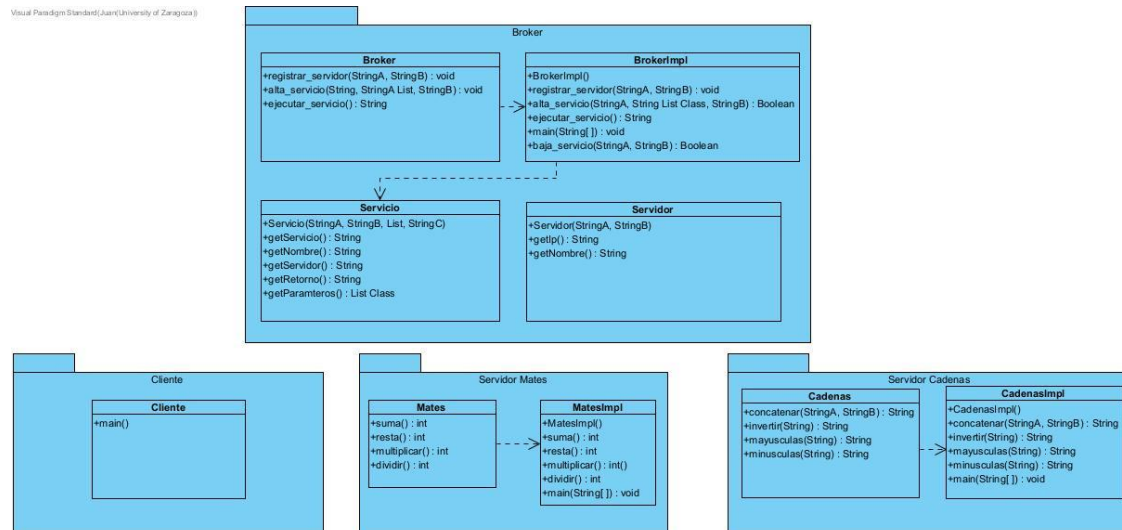 Visual Paradigm Standard(Juan(University of Zaragoza))
Broker
Broker
+registrar_servidor(StringA, StringB) : void
+alta_servicio(String, StringA List, StringB) : void
+ejecutar_servicio() : String
BrokerImpl
+BrokerImpl()
+registrar_servidor(StringA, StringB) : void
+alta_servicio(StringA, String List Class, StringB) : Boolean
+ejecutar_servicio() : String
+main(String[ ]) : void
+baja_servicio(StringA, StringB) : Boolean
Servicio
+Servicio(StringA, StringB, List, StringC)
+getServicio() : String
+getNombre() : String
+getServidor() : String
+getRetorno() : String
+getParamteros() : List Class
Servidor
+Servidor(StringA, StringB)
+getIp() : String
+getNombre() : String
Cliente
Cliente
+main()
Servidor Mates
Mates
+suma() : int
+resta() : int
+multiplicar() : int
+dividir() : int
MatesImpl
+MatesImpl()
+suma() : int
+resta() : int
+multiplicar() : int()
+dividir() : int
+main(String[ ]) : void
Servidor Cadenas
Cadenas
+concatenar(StringA, StringB) : String
+invertir(String) : String
+mayusculas(String) : String
+minusculas(String) : String
CadenasImpl
+CadenasImpl()
+concatenar(StringA, StringB) : String
+invertir(String) : String
+mayusculas(String) : String
+minusculas(String) : String
+main(String[ ]) : void